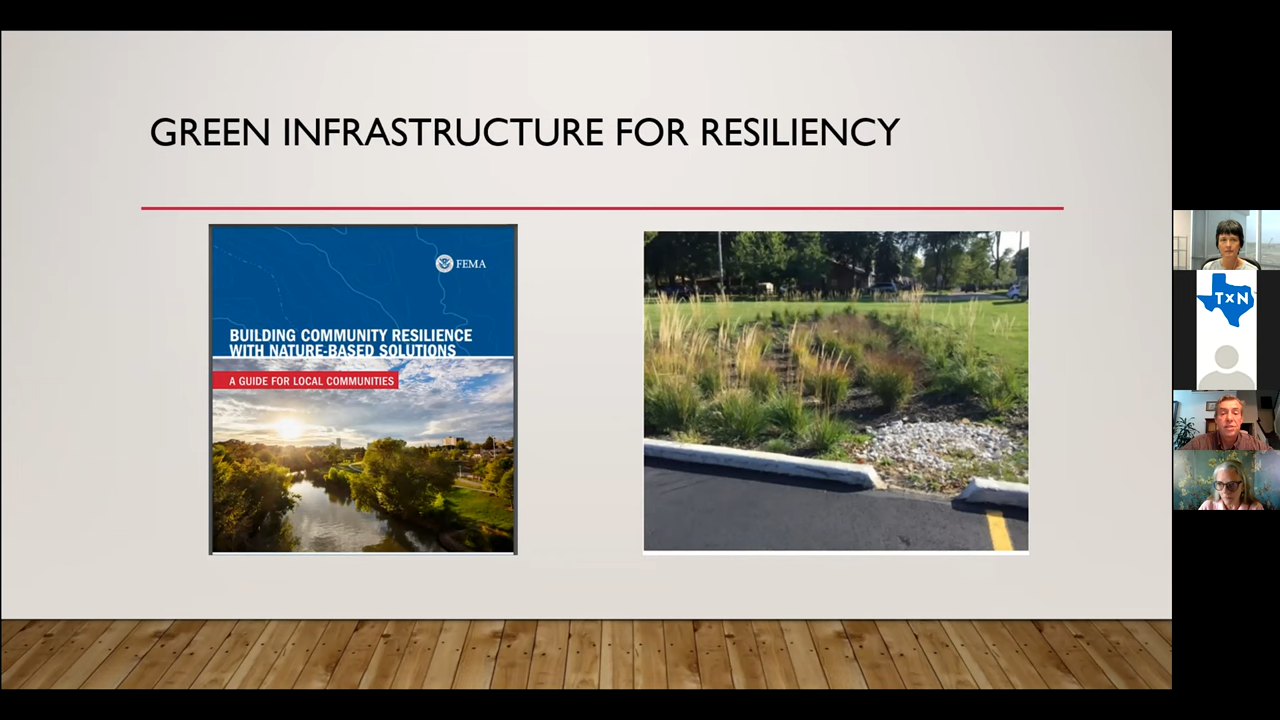 GREEN INFRASTRUCTURE FOR RESILIENCY
FEMA
BUILDING COMMUNITY RESILIENCE
WITH NATURE-BASED SOLUTIONS
A GUIDE FOR LOCAL COMMUNITIES
TxN